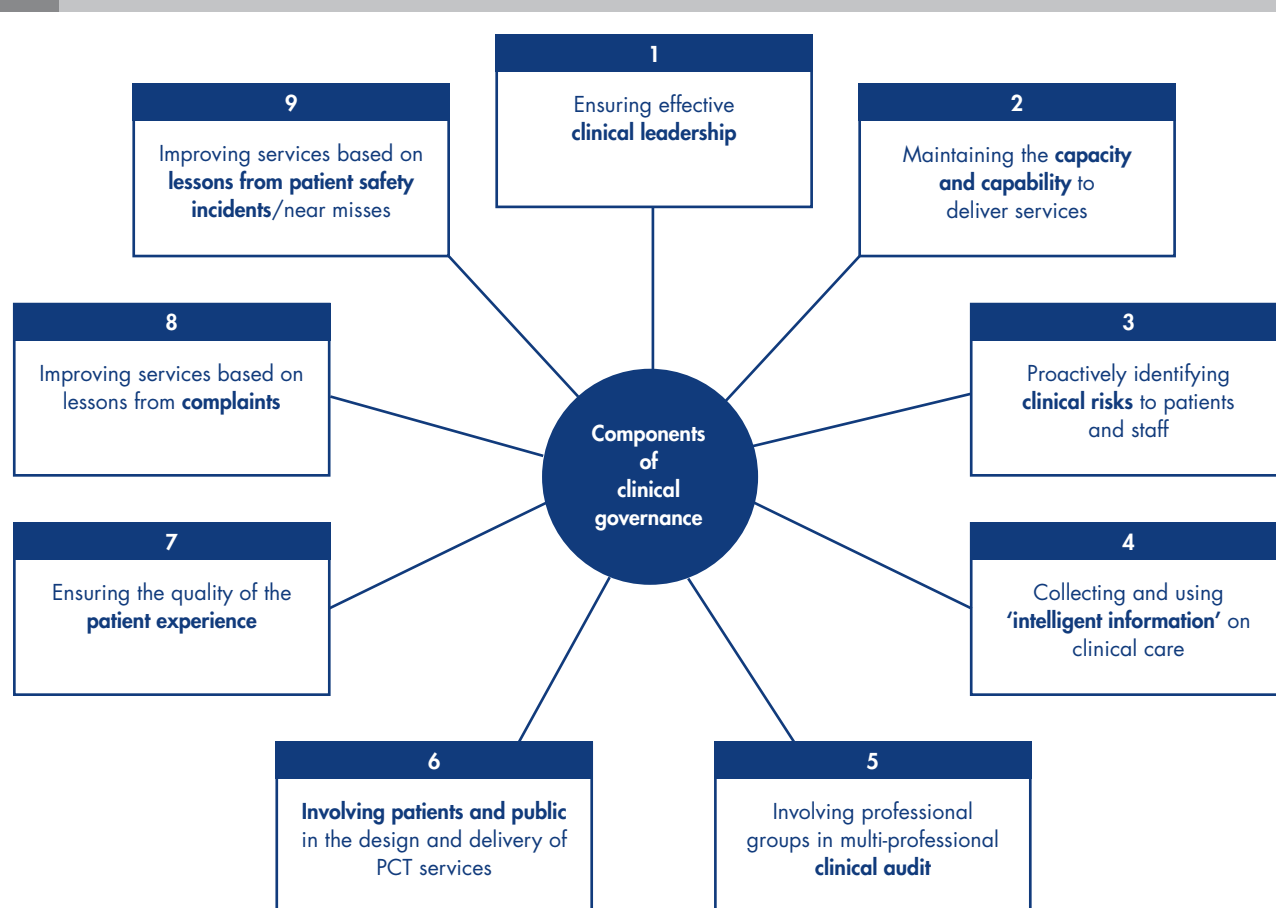 1
Ensuring effective
clinical leadership
2
Maintaining the capacity
and capability to
deliver services
3
Proactively identifying
clinical risks to patients
and staff
4
Collecting and using
‘intelligent information’ on
clinical care
5
Involving professional
groups in multi-professional
clinical audit
6
Involving patients and public
in the design and delivery of
PCT services
7
Ensuring the quality of the
patient experience
8
Improving services based on
lessons from complaints
9
Improving services based on
lessons from patient safety
incidents/near misses
Components
of
clinical
governance